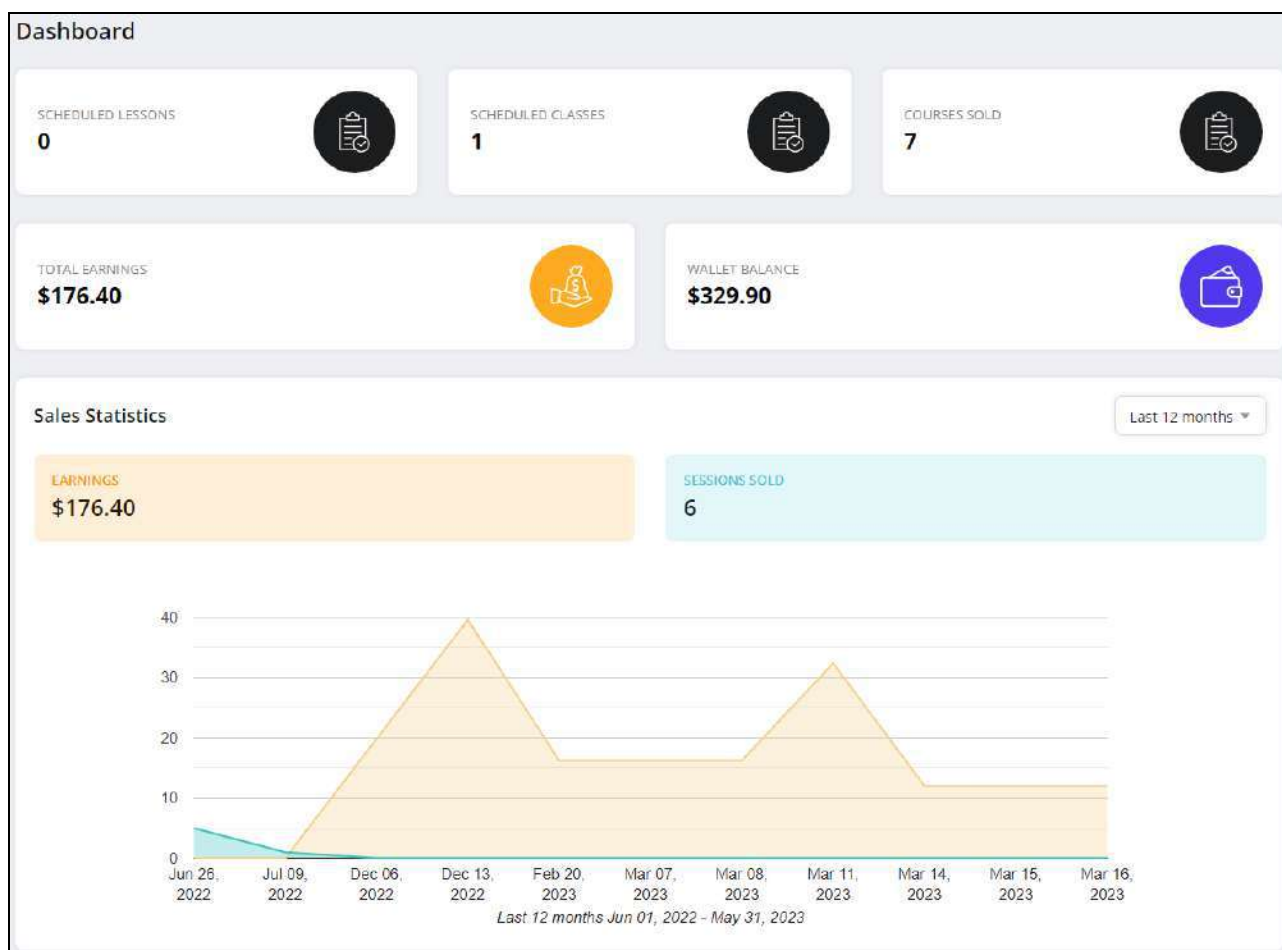 Dashboard
SCHEDULED LESSONS
0
SCHEDULED CLASSES
1
COURSES SOLD
7
TOTAL EARNINGS
$176.40
WALLET BALANCE
$329.90
Sales Statistics
Last 12 months
EARNINGS
$176.40
SESSIONS SOLD
6
40
30
20
10
0
Jun 26, 2022
Jul 09, 2022
Dec 06, 2022
Dec 13, 2022
Feb 20, 2023
Mar 07, 2023
Mar 08, 2023
Mar 11, 2023
Mar 14, 2023
Mar 15, 2023
Mar 16, 2023
Last 12 months Jun 01, 2022 - May 31, 2023